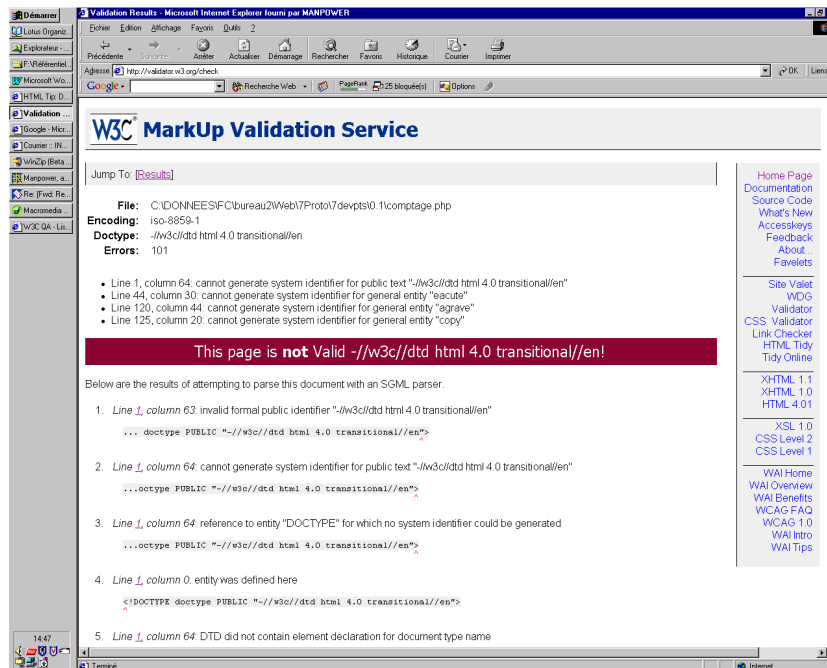 Démarrer
Lotus Organiz...
Explorateur - ...
F:\Référentiel...
Microsoft Wo...
HTML Tip: D...
Validation ...
Google - Micr...
Courrier :: IN...
WinZip (Beta ...
Manpower, a...
Re: [Fwd: Re...
Macromedia ...
W3C QA - Lis...
14:47
Validation Results - Microsoft Internet Explorer fourni par MANPOWER
Fichier Edition Affichage Favoris Outils ?
Précédente Suivante Arrêter Actualiser Démarrage Rechercher Favoris Historique Courrier Imprimer
Adresse http://validator.w3.org/check OK Liens
Google Recherche Web PageRank 25 bloquée(s) Options
W3C® MarkUp Validation Service
Jump To: [Results]
File: C:\DONNEES\FC\bureau2\Web\7Proto\7devpts\0.1\comptage.php
Encoding: iso-8859-1
Doctype: -//w3c//dtd html 4.0 transitional//en
Errors: 101
Line 1, column 64: cannot generate system identifier for public text "-//w3c//dtd html 4.0 transitional//en"
Line 44, column 30: cannot generate system identifier for general entity "eacute"
Line 120, column 44: cannot generate system identifier for general entity "agrave"
Line 125, column 20: cannot generate system identifier for general entity "copy"
This page is not Valid -//w3c//dtd html 4.0 transitional//en!
Below are the results of attempting to parse this document with an SGML parser.
1. Line 1, column 63: invalid formal public identifier "-//w3c//dtd html 4.0 transitional//en"
... doctype PUBLIC "-//w3c//dtd html 4.0 transitional//en">
^
2. Line 1, column 64: cannot generate system identifier for public text "-//w3c//dtd html 4.0 transitional//en"
...octype PUBLIC "-//w3c//dtd html 4.0 transitional//en">
^
3. Line 1, column 64: reference to entity "DOCTYPE" for which no system identifier could be generated
...octype PUBLIC "-//w3c//dtd html 4.0 transitional//en">
^
4. Line 1, column 0: entity was defined here
<!DOCTYPE doctype PUBLIC "-//w3c//dtd html 4.0 transitional//en">
^
5. Line 1, column 64: DTD did not contain element declaration for document type name
Home Page
Documentation
Source Code
What's New
Accesskeys
Feedback
About...
Favelets
Site Valet
WDG
Validator
CSS Validator
Link Checker
HTML Tidy
Tidy Online
XHTML 1.1
XHTML 1.0
HTML 4.01
XSL 1.0
CSS Level 2
CSS Level 1
WAI Home
WAI Overview
WAI Benefits
WCAG FAQ
WCAG 1.0
WAI Intro
WAI Tips
Terminé Internet